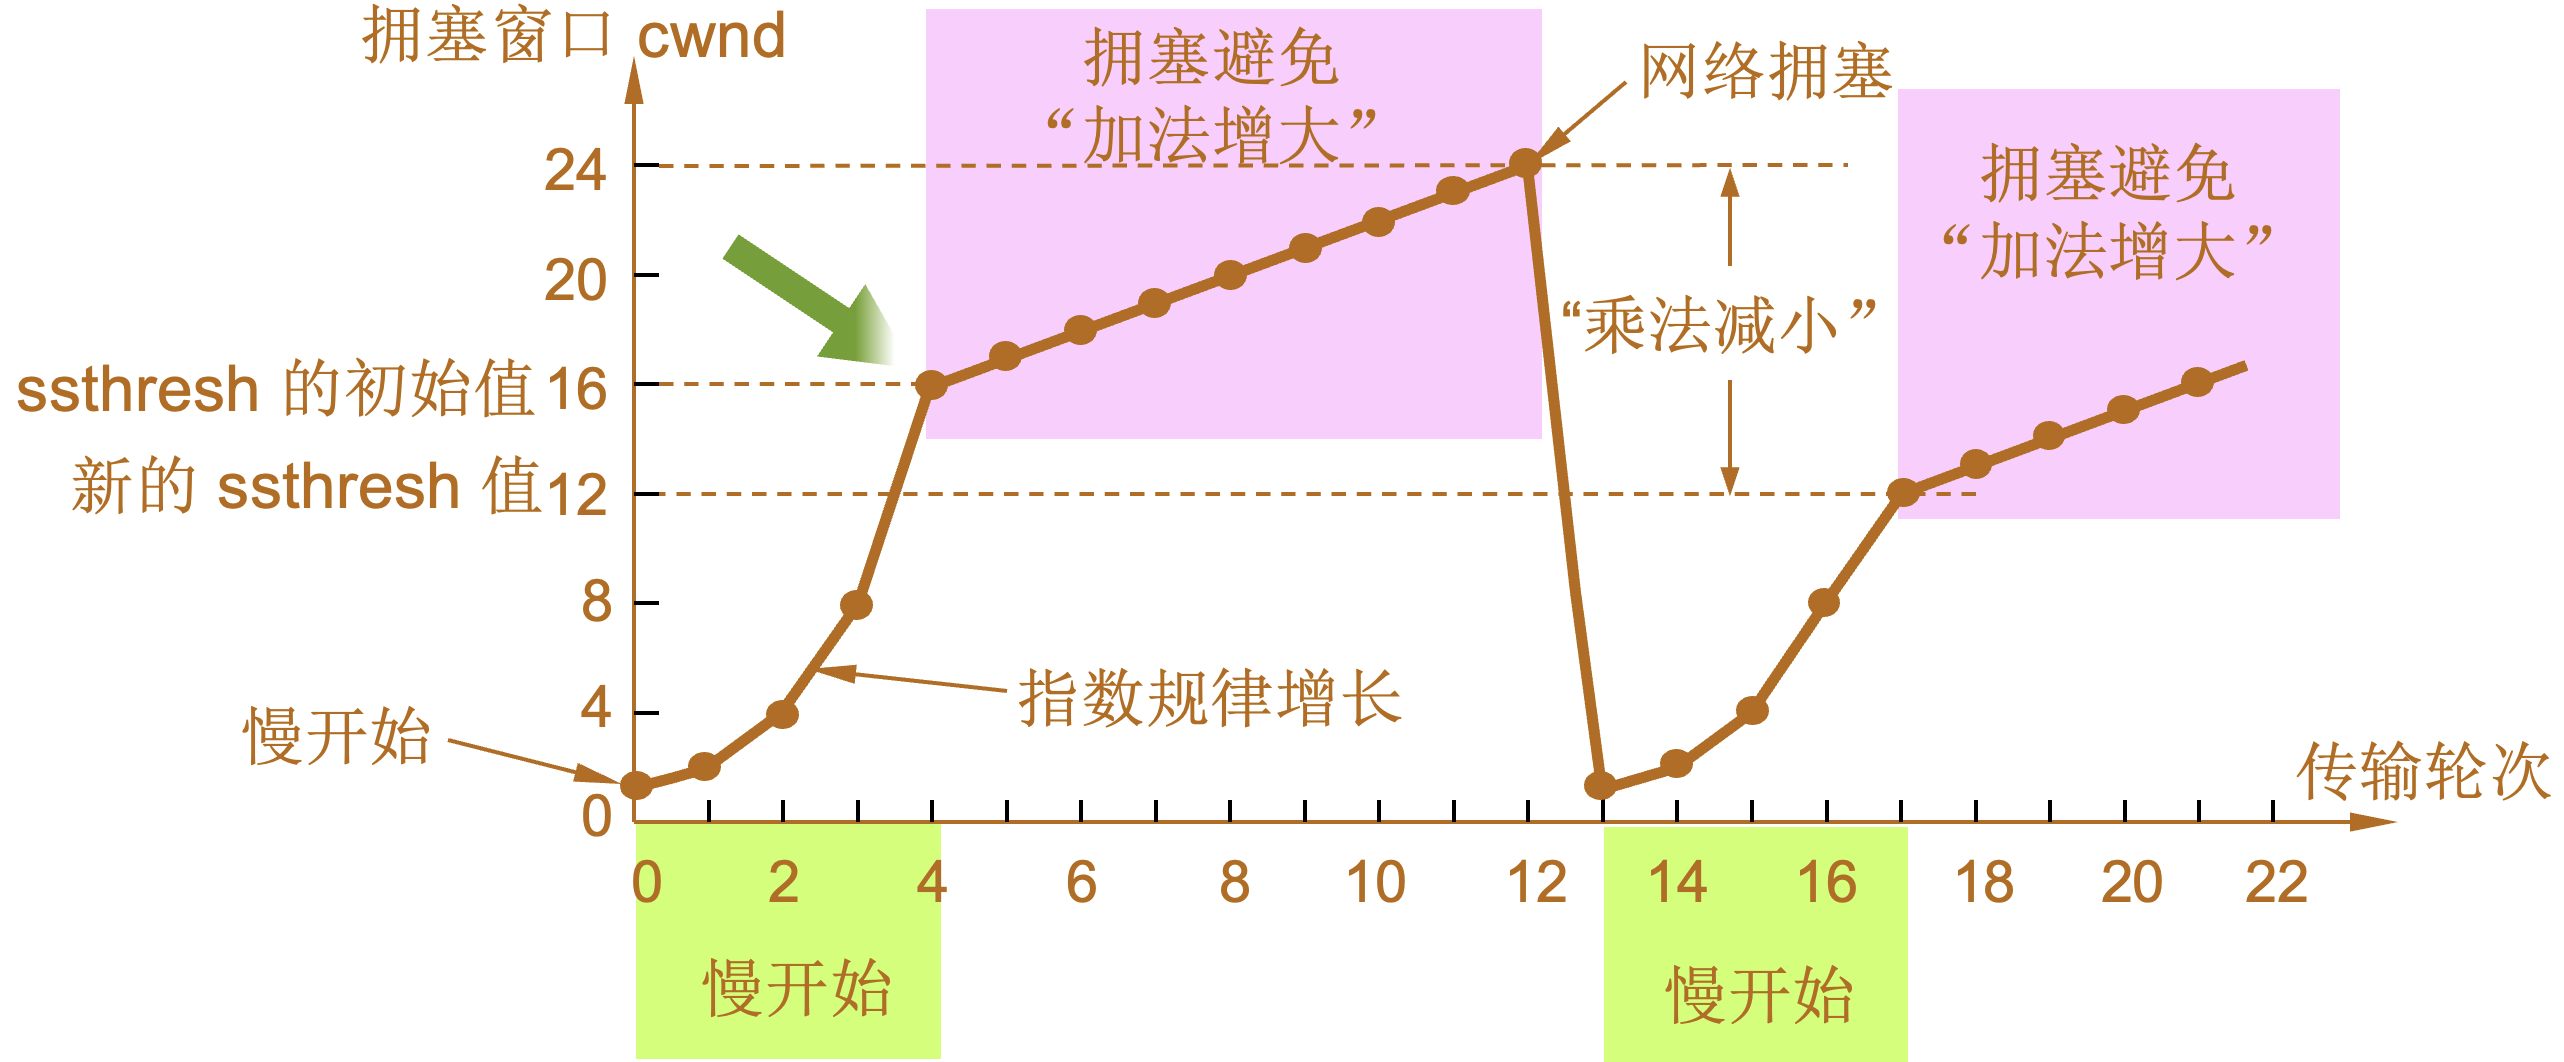 拥塞窗口 cwnd
拥塞避免
“加法增大”
网络拥塞
拥塞避免
“加法增大”
24
20
“乘法减小”
ssthresh 的初始值 16
新的 ssthresh 值 12
8
指数规律增长
4
慢开始
传输轮次
0
0 2 4 6 8 10 12 14 16 18 20 22
慢开始
慢开始